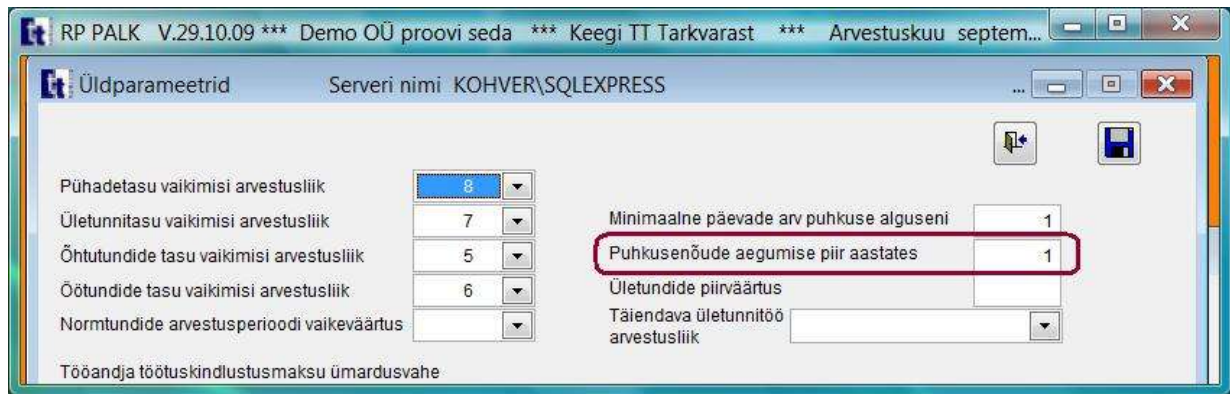 RP PALK V.29.10.09 *** Demo OÜ proovi seda *** Keegi TT Tarkvarast *** Arvestuskuu septem...
Üldparameetrid Serveri nimi KOHVER\SQLEXPRESS ...
Pühadetasu vaikimisi arvestusliik 8
Ületunnitasu vaikimisi arvestusliik 7
Õhtutundide tasu vaikimisi arvestusliik 5
Öötundide tasu vaikimisi arvestusliik 6
Normtundide arvestusperioodi vaikeväärtus
Minimaalne päevade arv puhkuse alguseni 1
Puhkusenõude aegumise piir aastates 1
Ületundide piirväärtus
Täiendava ületunnitöö
arvestusliik
Tööandja töötuskindlustusmaksu ümardusvahe